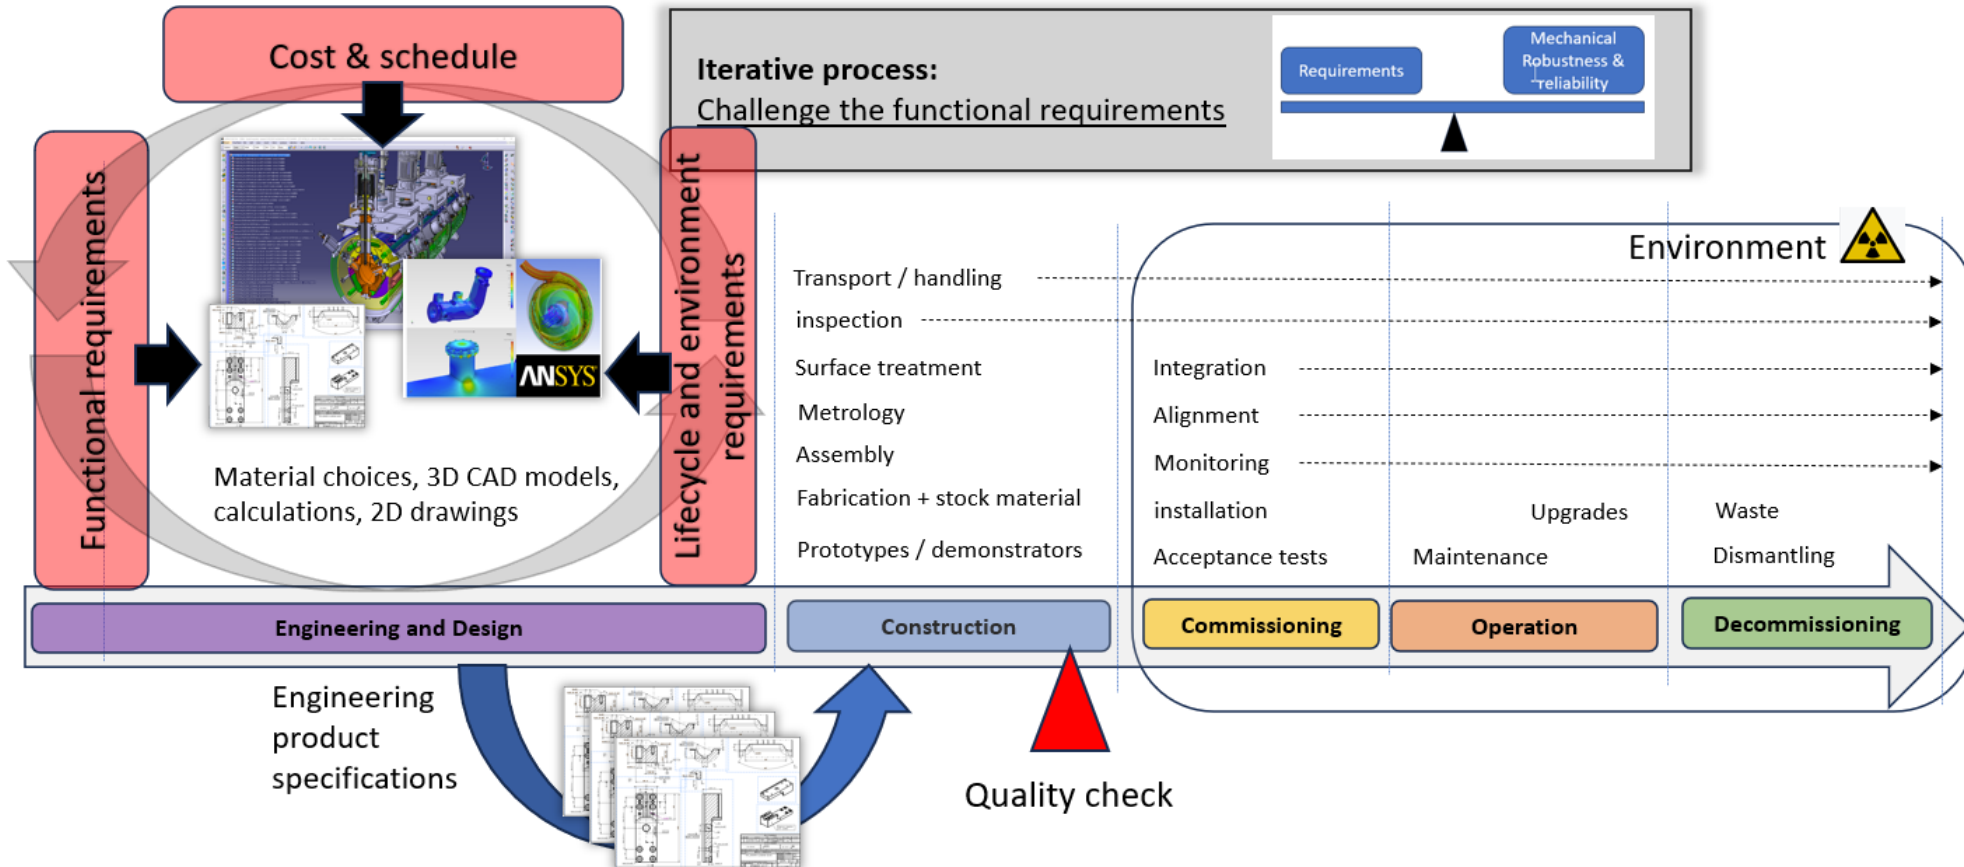 Cost & schedule
Iterative process:
Challenge the functional requirements
Requirements
Mechanical
Robustness &
reliability
Functional requirements
Lifecycle and environment
requirements
ANSYS
Material choices, 3D CAD models,
calculations, 2D drawings
Environment
Transport / handling
inspection
Surface treatment
Metrology
Assembly
Fabrication + stock material
Prototypes / demonstrators
Integration
Alignment
Monitoring
installation
Acceptance tests
Upgrades
Maintenance
Waste
Dismantling
Engineering and Design
Construction
Commissioning
Operation
Decommissioning
Engineering
product
specifications
Quality check